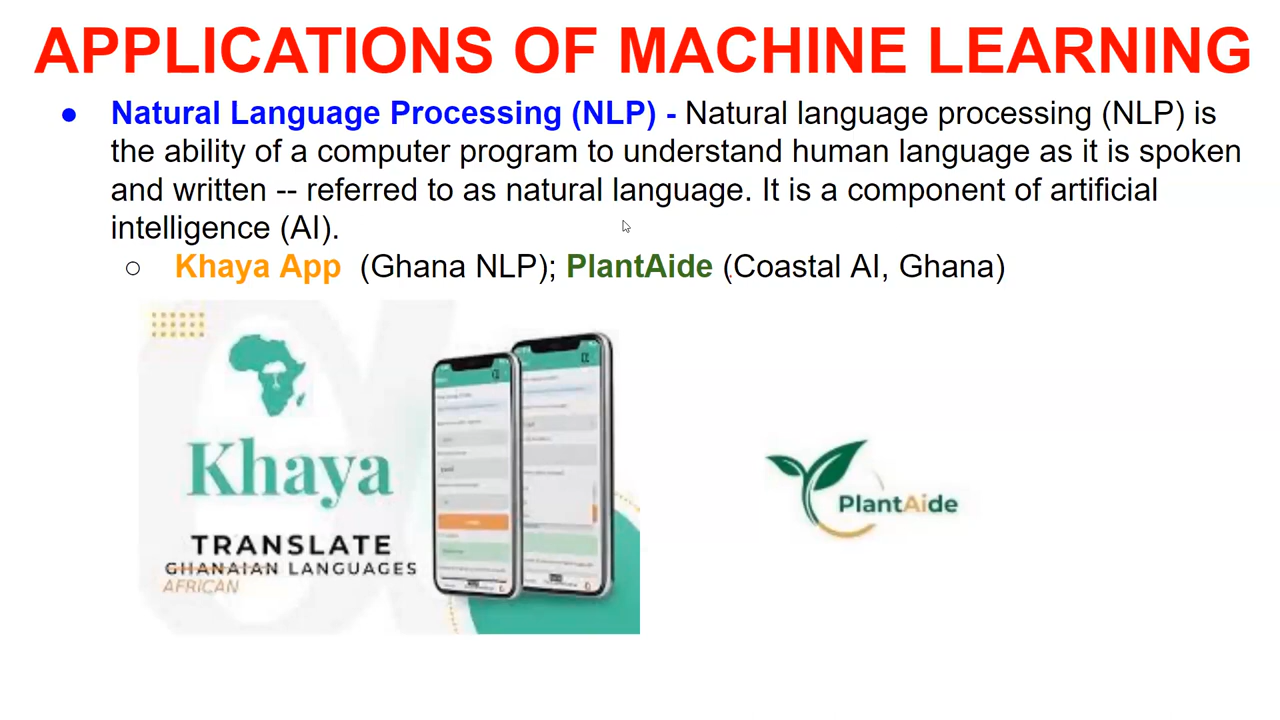 APPLICATIONS OF MACHINE LEARNING
● Natural Language Processing (NLP) - Natural language processing (NLP) is
the ability of a computer program to understand human language as it is spoken
and written -- referred to as natural language. It is a component of artificial
intelligence (AI).
○ Khaya App (Ghana NLP); PlantAide (Coastal AI, Ghana)
Khaya
TRANSLATE
GHANAIAN LANGUAGES
AFRICAN
PlantAide